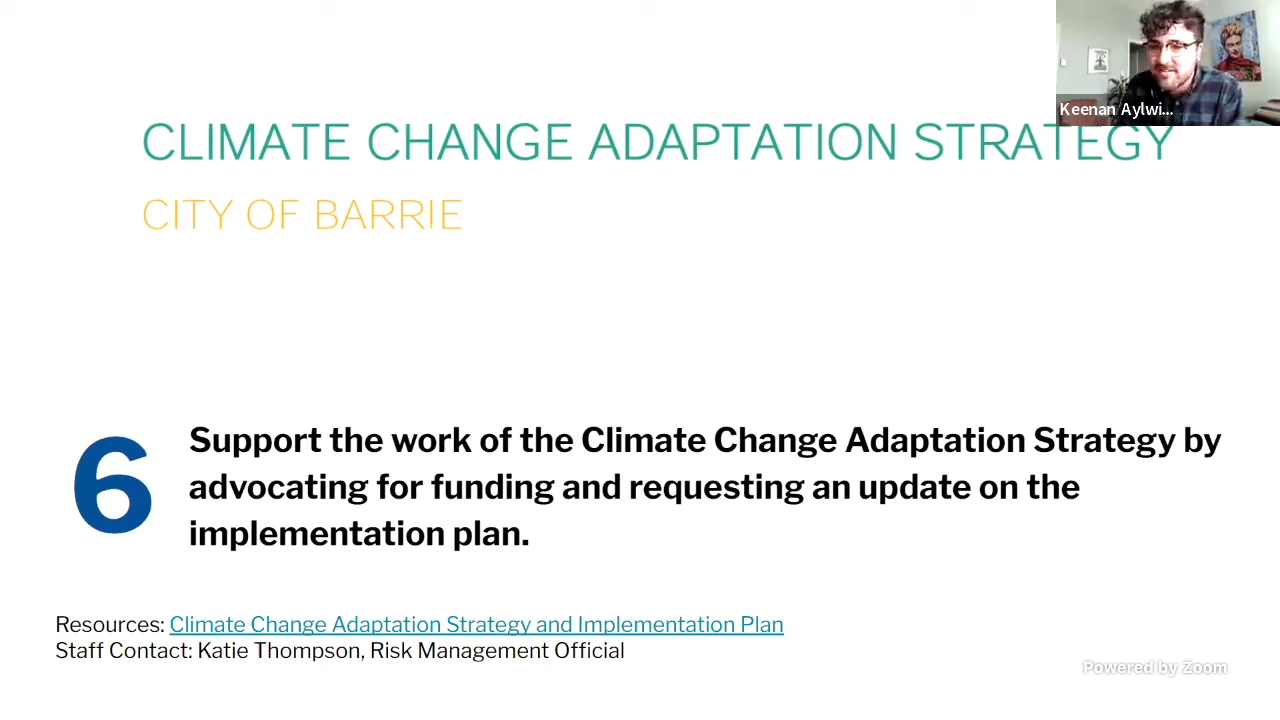 Keenan Aylwi...
CLIMATE CHANGE ADAPTATION STRATEGY
CITY OF BARRIE
6
Support the work of the Climate Change Adaptation Strategy by
advocating for funding and requesting an update on the
implementation plan.
Resources: Climate Change Adaptation Strategy and Implementation Plan
Staff Contact: Katie Thompson, Risk Management Official
Powered by Zoom